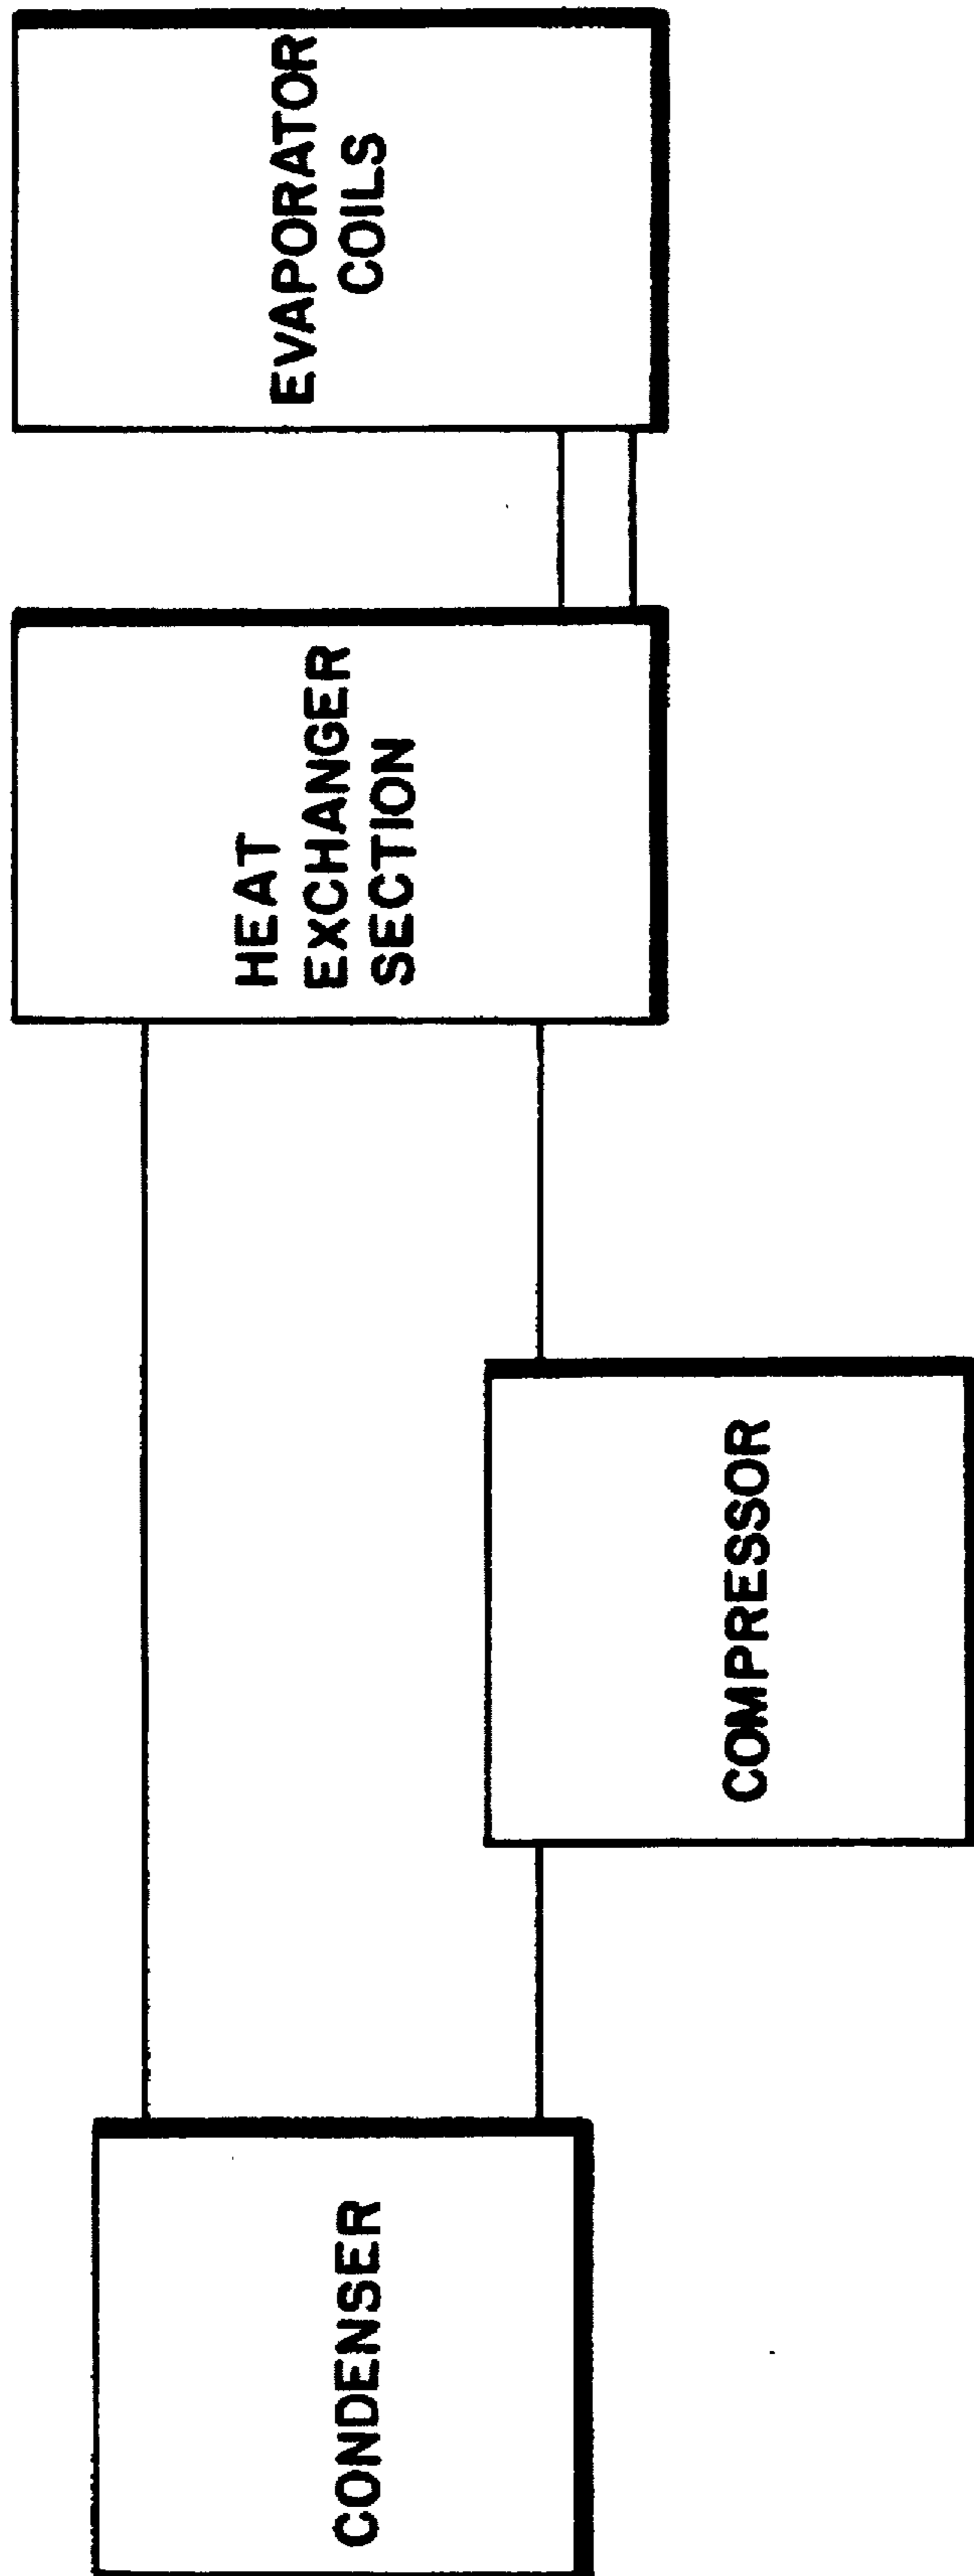 CONDENSER
COMPRESSOR
HEAT
EXCHANGER
SECTION
EVAPORATOR
COILS